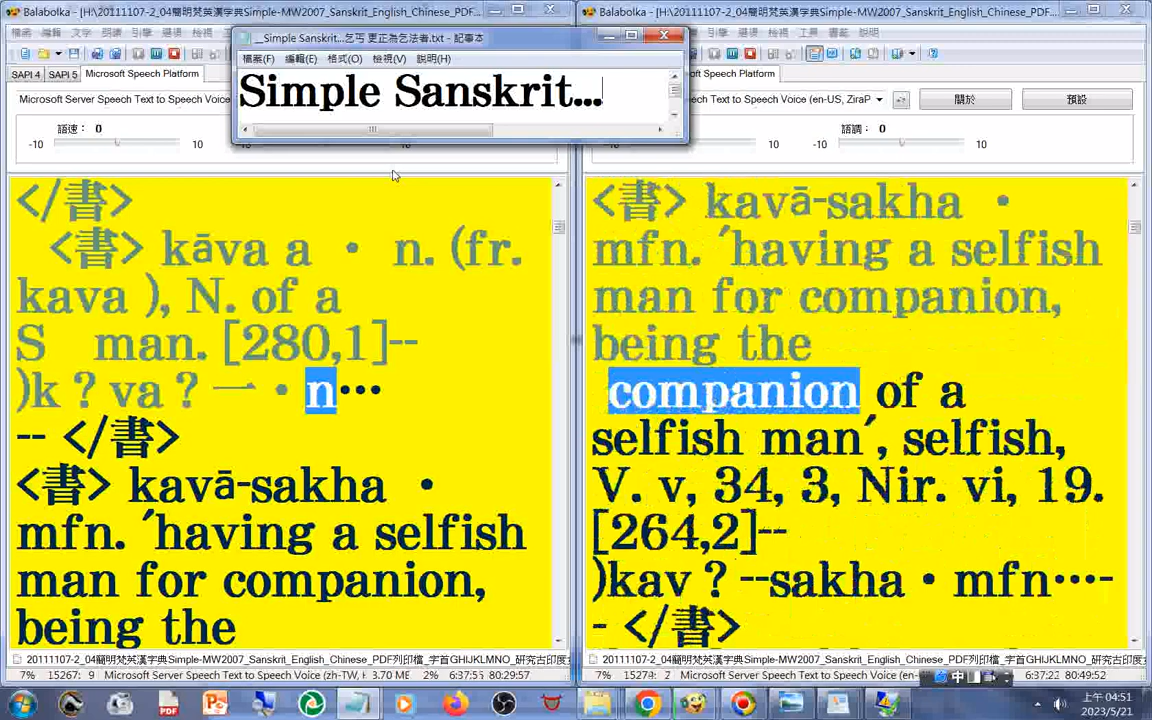 Balabolka - [H:\20111107-2_04簡明梵英漢字典Simple-MW2007_Sanskrit_English_Chinese_PDF...
Balabolka - [H:\20111107-2_04簡明梵英漢字典Simple-MW2007_Sanskrit_English_Chinese_PDF...
__Simple Sanskrit...乞丐 更正為乞法者.txt - 記事本
檔案(F) 編輯(E) 格式(O) 檢視(V) 說明(H)
Simple Sanskrit...
SAPI 4 SAPI 5 Microsoft Speech Platform
Speech Platform
Microsoft Server Speech Text to Speech Voice
Speech Text to Speech Voice (en-US, ZiraP
關於 預設
語速： 0
語調： 0
-10 10 10
-10 10
</書>
<書> kāva a • n. (fr.
kava ), N. of a
S man. [280,1]--
)k ? va ? 一 • n…
-- </書>
<書> kavā-sakha •
mfn. ´having a selfish
man for companion,
being the
<書> kavā-sakha •
mfn. ´having a selfish
man for companion,
being the
companion of a
selfish man´, selfish,
V. v, 34, 3, Nir. vi, 19.
[264,2]--
)kav ? --sakha • mfn…-
- </書>
20111107-2_04簡明梵英漢字典Simple-MW2007_Sanskrit_English_Chinese_PDF列印檔_字首GHIJKLMNO_研究古印度
20111107-2_04簡明梵英漢字典Simple-MW2007_Sanskrit_English_Chinese_PDF列印檔_字首GHIJKLMNO_研究古印度
7% 15267: 9 Microsoft Server Speech Text to Speech Voice (zh-TW, H 3.70 ME 2% 6:37:55 80:29:57
7% 15274: 2 Microsoft Server Speech Text to Speech Voice 6:37:22 80:49:52
中
上午 04:51
2023/5/21